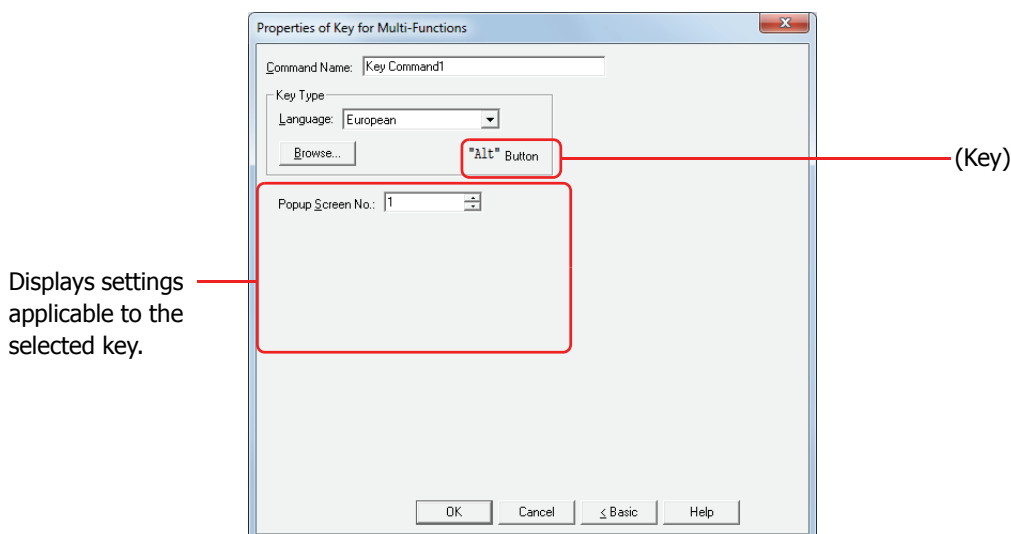 Properties of Key for Multi-Functions
x
Command Name: Key Command1
Key Type
Language: European
Browse... "Alt" Button
(Key)
Popup Screen No.: 1
Displays settings
applicable to the
selected key.
OK Cancel < Basic Help